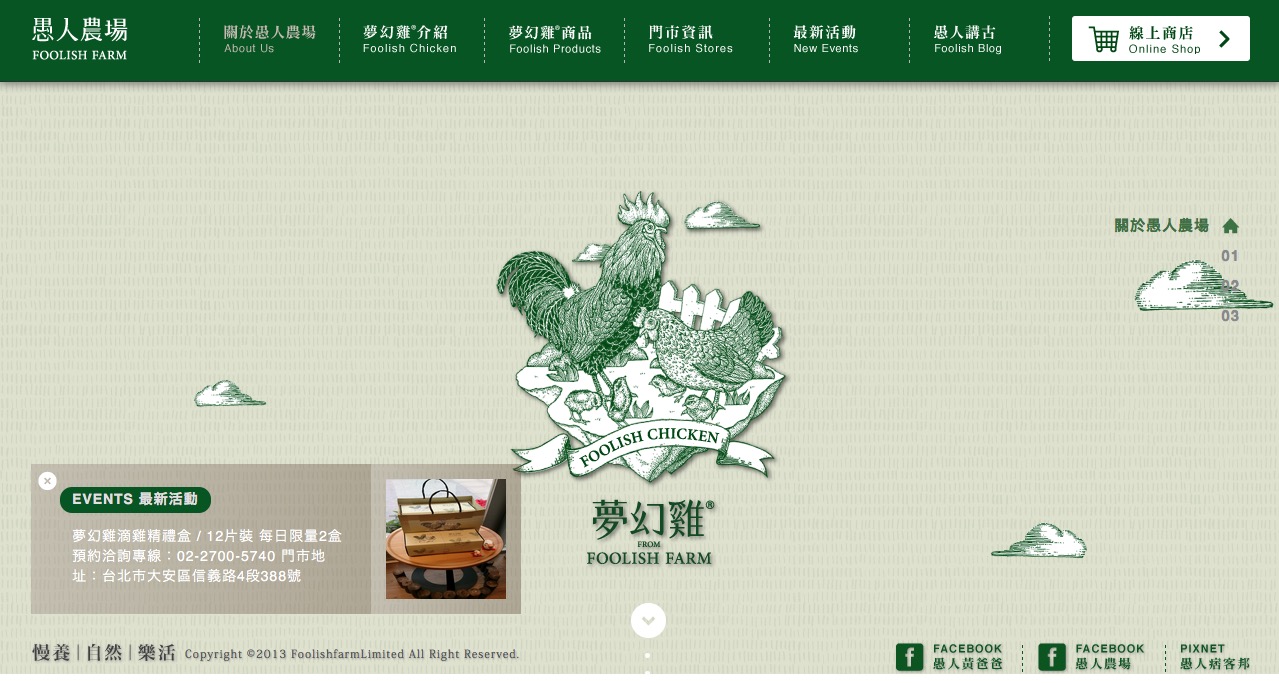 愚人農場
FOOLISH FARM
關於愚人農場
About Us
夢幻雞®介紹
Foolish Chicken
夢幻雞®商品
Foolish Products
門市資訊
Foolish Stores
最新活動
New Events
愚人講古
Foolish Blog
線上商店
Online Shop
關於愚人農場
01
02
03
FOOLISH CHICKEN
夢幻雞®
FROM
FOOLISH FARM
EVENTS 最新活動
夢幻雞滴雞精禮盒 / 12片裝 每日限量2盒
預約洽詢專線：02-2700-5740 門市地
址：台北市大安區信義路4段388號
慢養｜自然｜樂活 Copyright ©2013 FoolishfarmLimited All Right Reserved.
FACEBOOK
愚人黃爸爸
FACEBOOK
愚人農場
PIXNET
愚人痞客邦